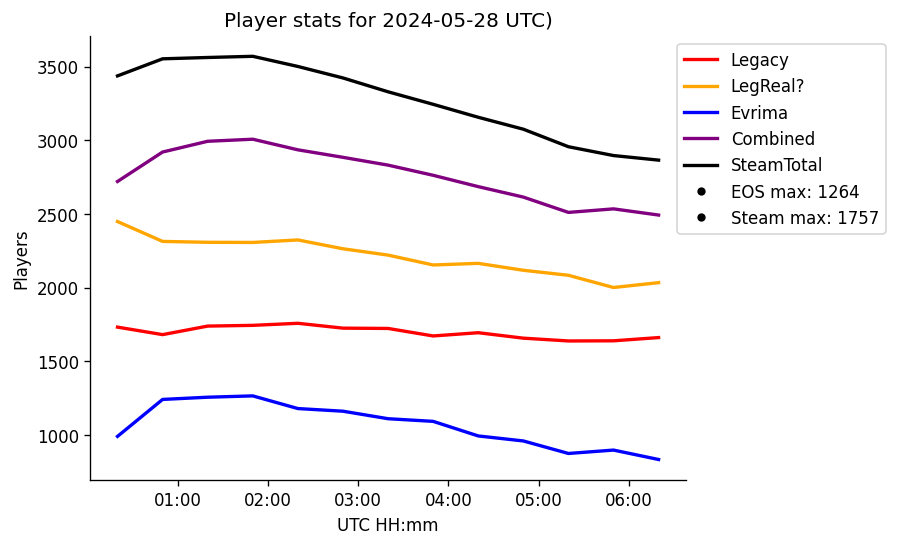 Player stats for 2024-05-28 UTC)
Legacy
LegReal?
Evrima
Combined
SteamTotal
EOS max: 1264
Steam max: 1757
3500
3000
2500
2000
1500
1000
Players
01:00 02:00 03:00 04:00 05:00 06:00
UTC HH:mm